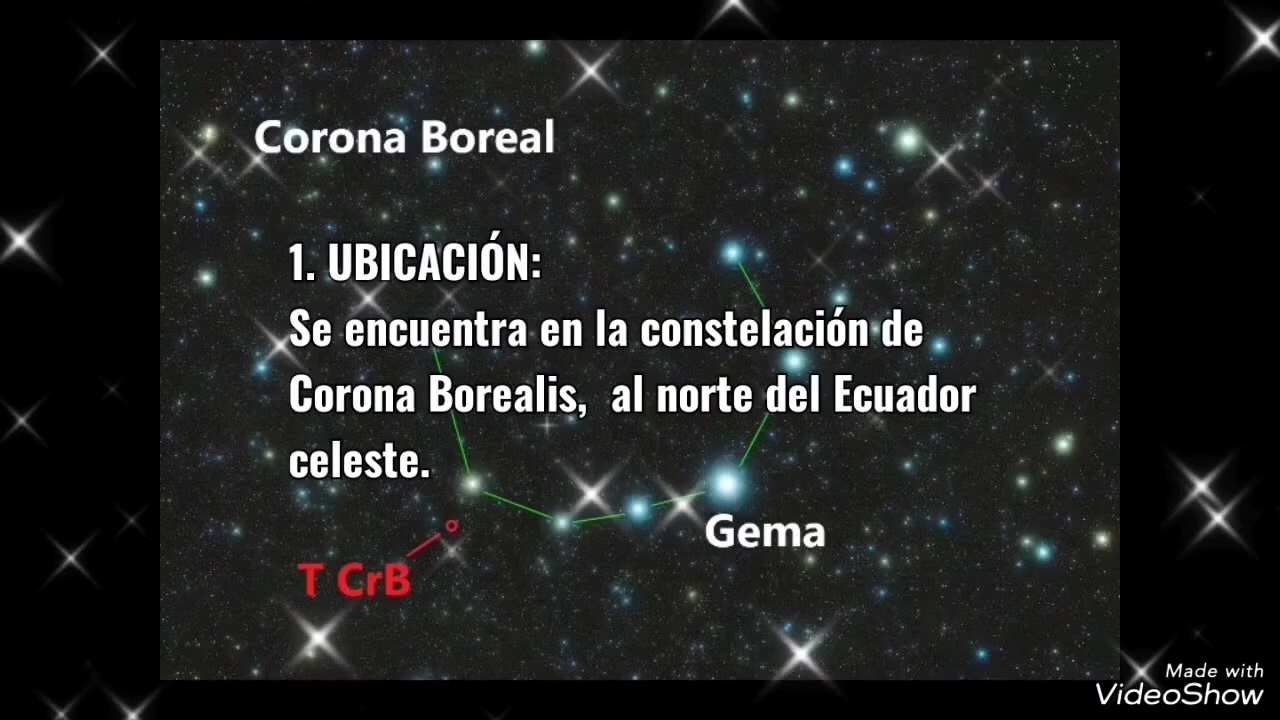 Corona Boreal
1. UBICACIÓN:
Se encuentra en la constelación de
Corona Borealis, al norte del Ecuador
celeste.
Gema
T CrB
Made with
VideoShow